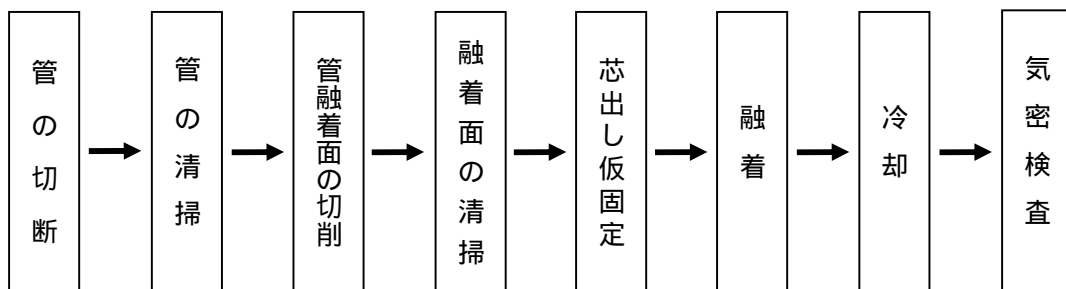 管の切断
管の清掃
管融着面の切削
融着面の清掃
芯出し仮固定
融着
冷却
気密検査